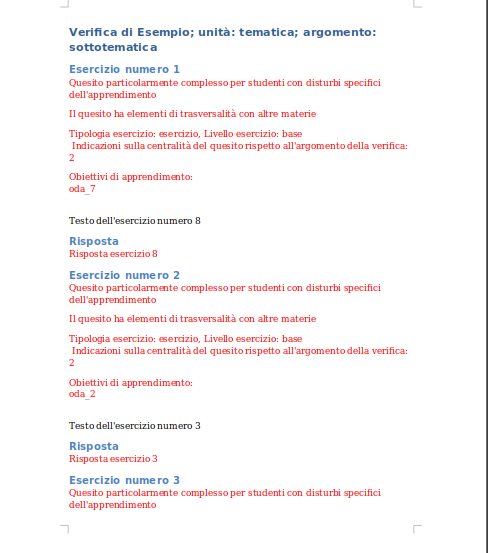 Verifica di Esempio; unità: tematica; argomento:
sottotematica
Esercizio numero 1
Quesito particolarmente complesso per studenti con disturbi specifici
dell'apprendimento
Il quesito ha elementi di trasversalità con altre materie
Tipologia esercizio: esercizio, Livello esercizio: base
Indicazioni sulla centralità del quesito rispetto all'argomento della verifica:
2
Obiettivi di apprendimento:
oda_7
Testo dell'esercizio numero 8
Risposta
Risposta esercizio 8
Esercizio numero 2
Quesito particolarmente complesso per studenti con disturbi specifici
dell'apprendimento
Il quesito ha elementi di trasversalità con altre materie
Tipologia esercizio: esercizio, Livello esercizio: base
Indicazioni sulla centralità del quesito rispetto all'argomento della verifica:
2
Obiettivi di apprendimento:
oda_2
Testo dell'esercizio numero 3
Risposta
Risposta esercizio 3
Esercizio numero 3
Quesito particolarmente complesso per studenti con disturbi specifici
dell'apprendimento